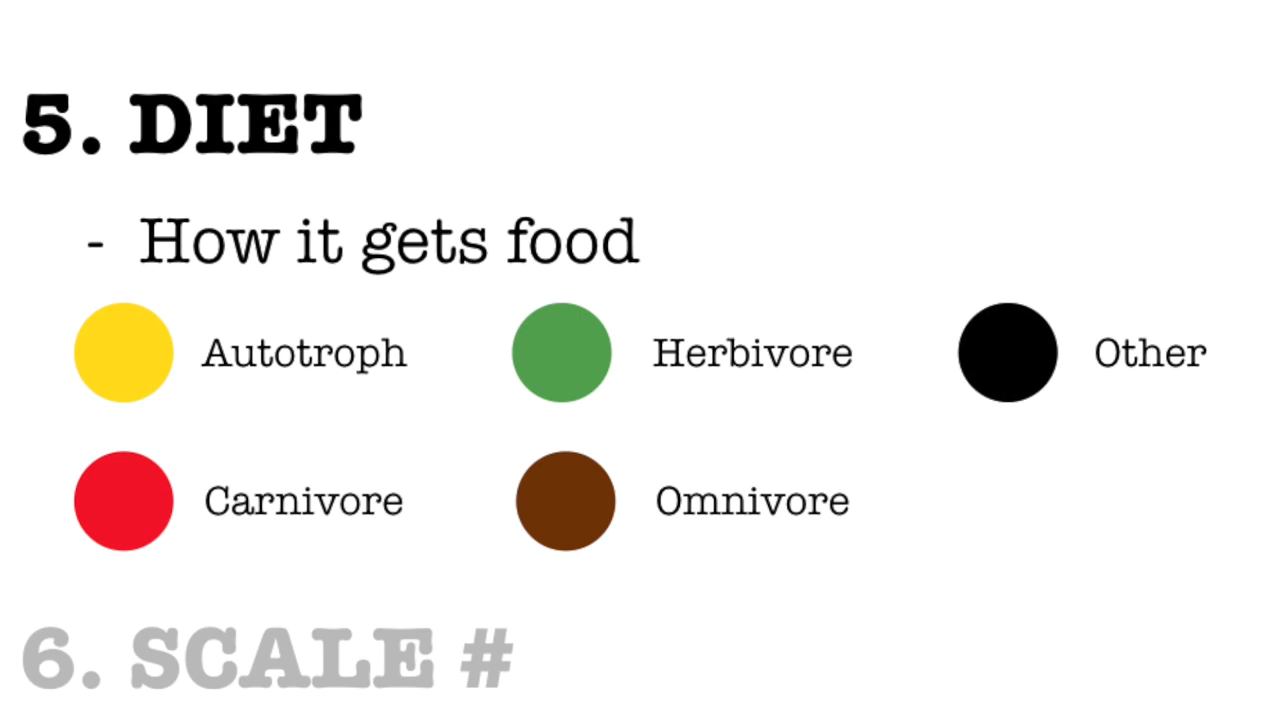 5. DIET
- How it gets food
Autotroph Herbivore Other
Carnivore Omnivore
6. SCALE #